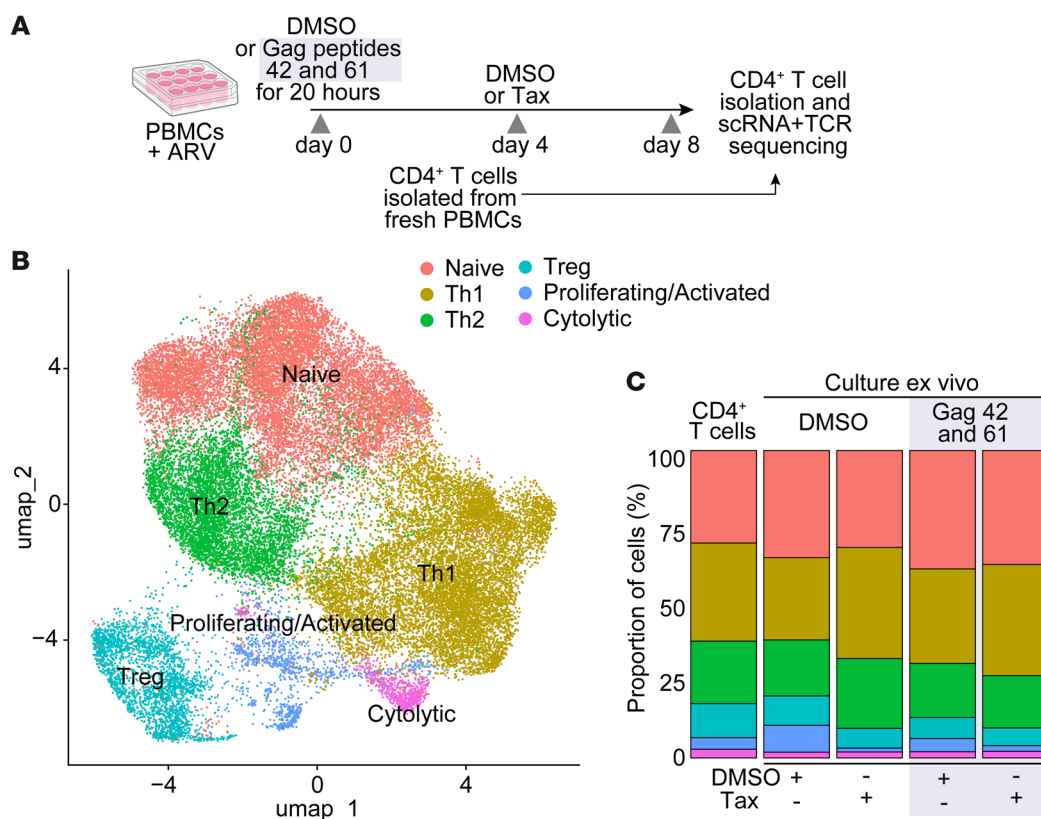 A
DMSO
or Gag peptides
42 and 61
for 20 hours
DMSO
or Tax
CD4⁺ T cell
isolation and
scRNA+TCR
sequencing
PBMCs
+ ARV
day 0
day 4
day 8
CD4⁺ T cells
isolated from
fresh PBMCs
B
Naive
Th1
Th2
Treg
Proliferating/Activated
Cytolytic
umap_2
4
0
−4
Naive
Th2
Th1
Proliferating/Activated
Treg
Cytolytic
−4
0
4
umap_1
C
Culture ex vivo
CD4⁺
T cells
DMSO
Gag 42
and 61
Proportion of cells (%)
100
75
50
25
0
DMSO + - + -
Tax - + - +